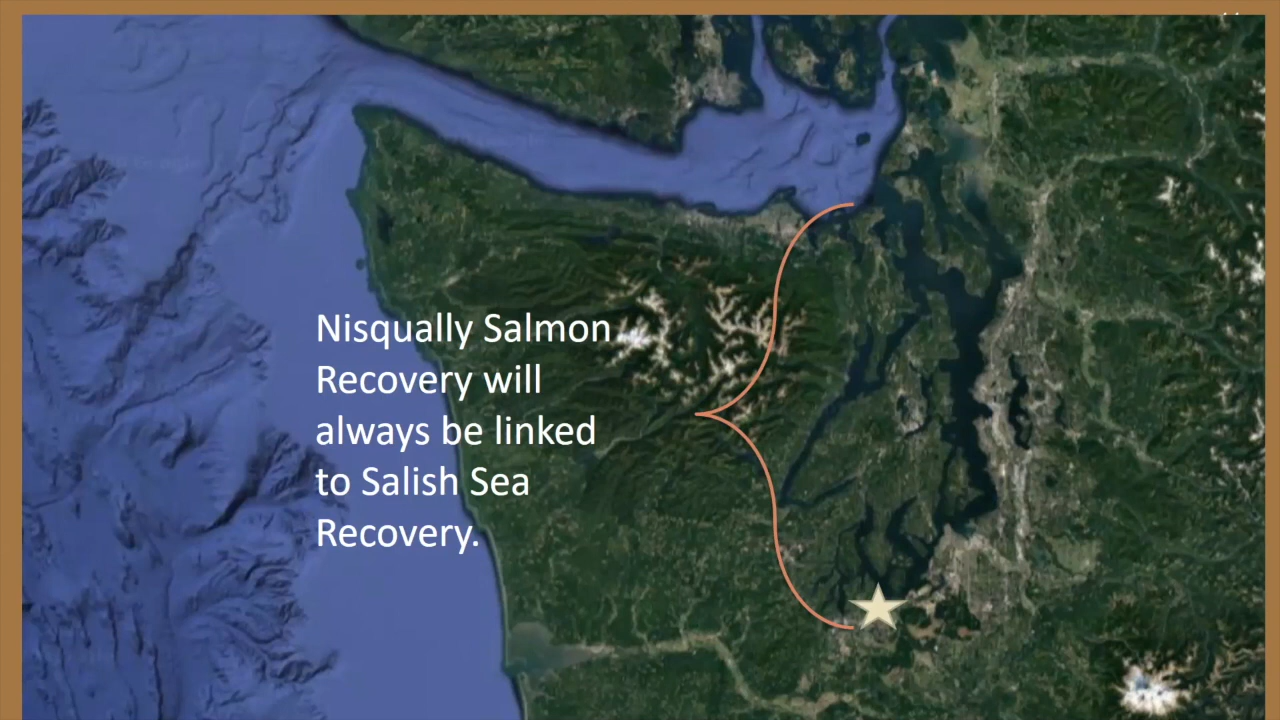 Nisqually Salmon
Recovery will
always be linked
to Salish Sea
Recovery.